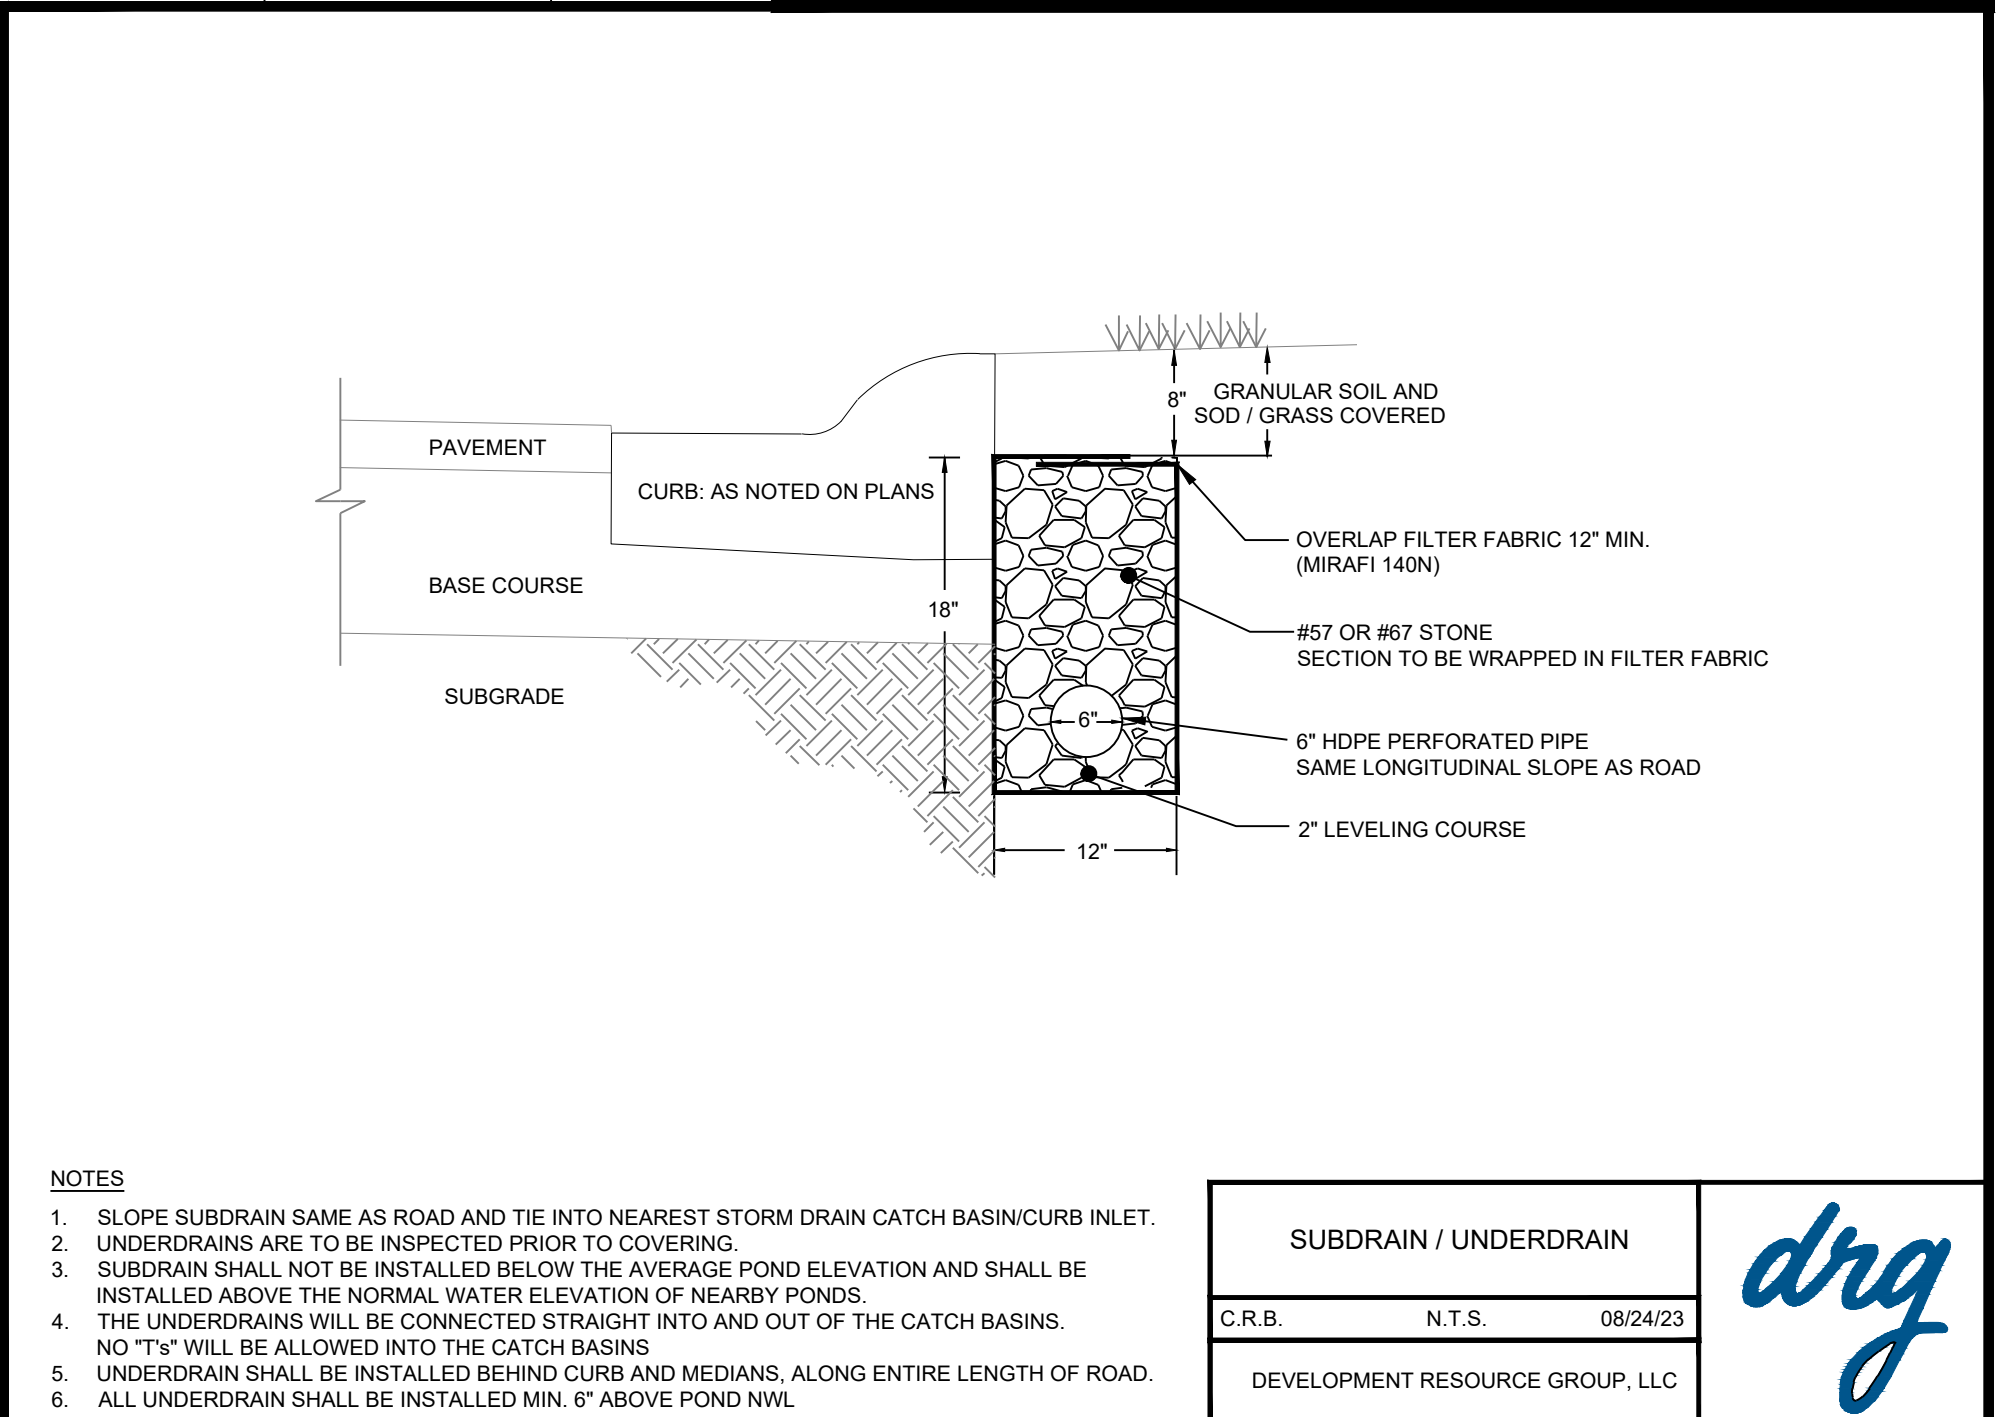 8"
GRANULAR SOIL AND
SOD / GRASS COVERED
PAVEMENT
CURB: AS NOTED ON PLANS
OVERLAP FILTER FABRIC 12" MIN.
(MIRAFI 140N)
BASE COURSE
18"
#57 OR #67 STONE
SECTION TO BE WRAPPED IN FILTER FABRIC
SUBGRADE
6"
6" HDPE PERFORATED PIPE
SAME LONGITUDINAL SLOPE AS ROAD
2" LEVELING COURSE
12"
NOTES
1. SLOPE SUBDRAIN SAME AS ROAD AND TIE INTO NEAREST STORM DRAIN CATCH BASIN/CURB INLET.
2. UNDERDRAINS ARE TO BE INSPECTED PRIOR TO COVERING.
3. SUBDRAIN SHALL NOT BE INSTALLED BELOW THE AVERAGE POND ELEVATION AND SHALL BE
INSTALLED ABOVE THE NORMAL WATER ELEVATION OF NEARBY PONDS.
4. THE UNDERDRAINS WILL BE CONNECTED STRAIGHT INTO AND OUT OF THE CATCH BASINS.
NO "T's" WILL BE ALLOWED INTO THE CATCH BASINS
5. UNDERDRAIN SHALL BE INSTALLED BEHIND CURB AND MEDIANS, ALONG ENTIRE LENGTH OF ROAD.
6. ALL UNDERDRAIN SHALL BE INSTALLED MIN. 6" ABOVE POND NWL
SUBDRAIN / UNDERDRAIN
C.R.B. N.T.S. 08/24/23
DEVELOPMENT RESOURCE GROUP, LLC
drg